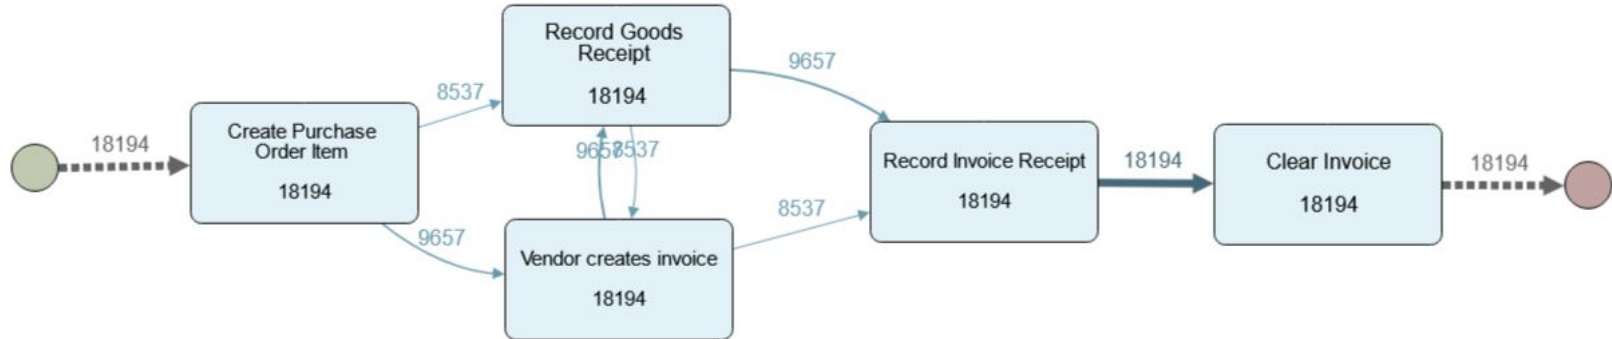 18194
Create Purchase
Order Item
18194
8537
9657
Record Goods
Receipt
18194
9657
8537
Vendor creates invoice
18194
9657
8537
Record Invoice Receipt
18194
18194
Clear Invoice
18194
18194